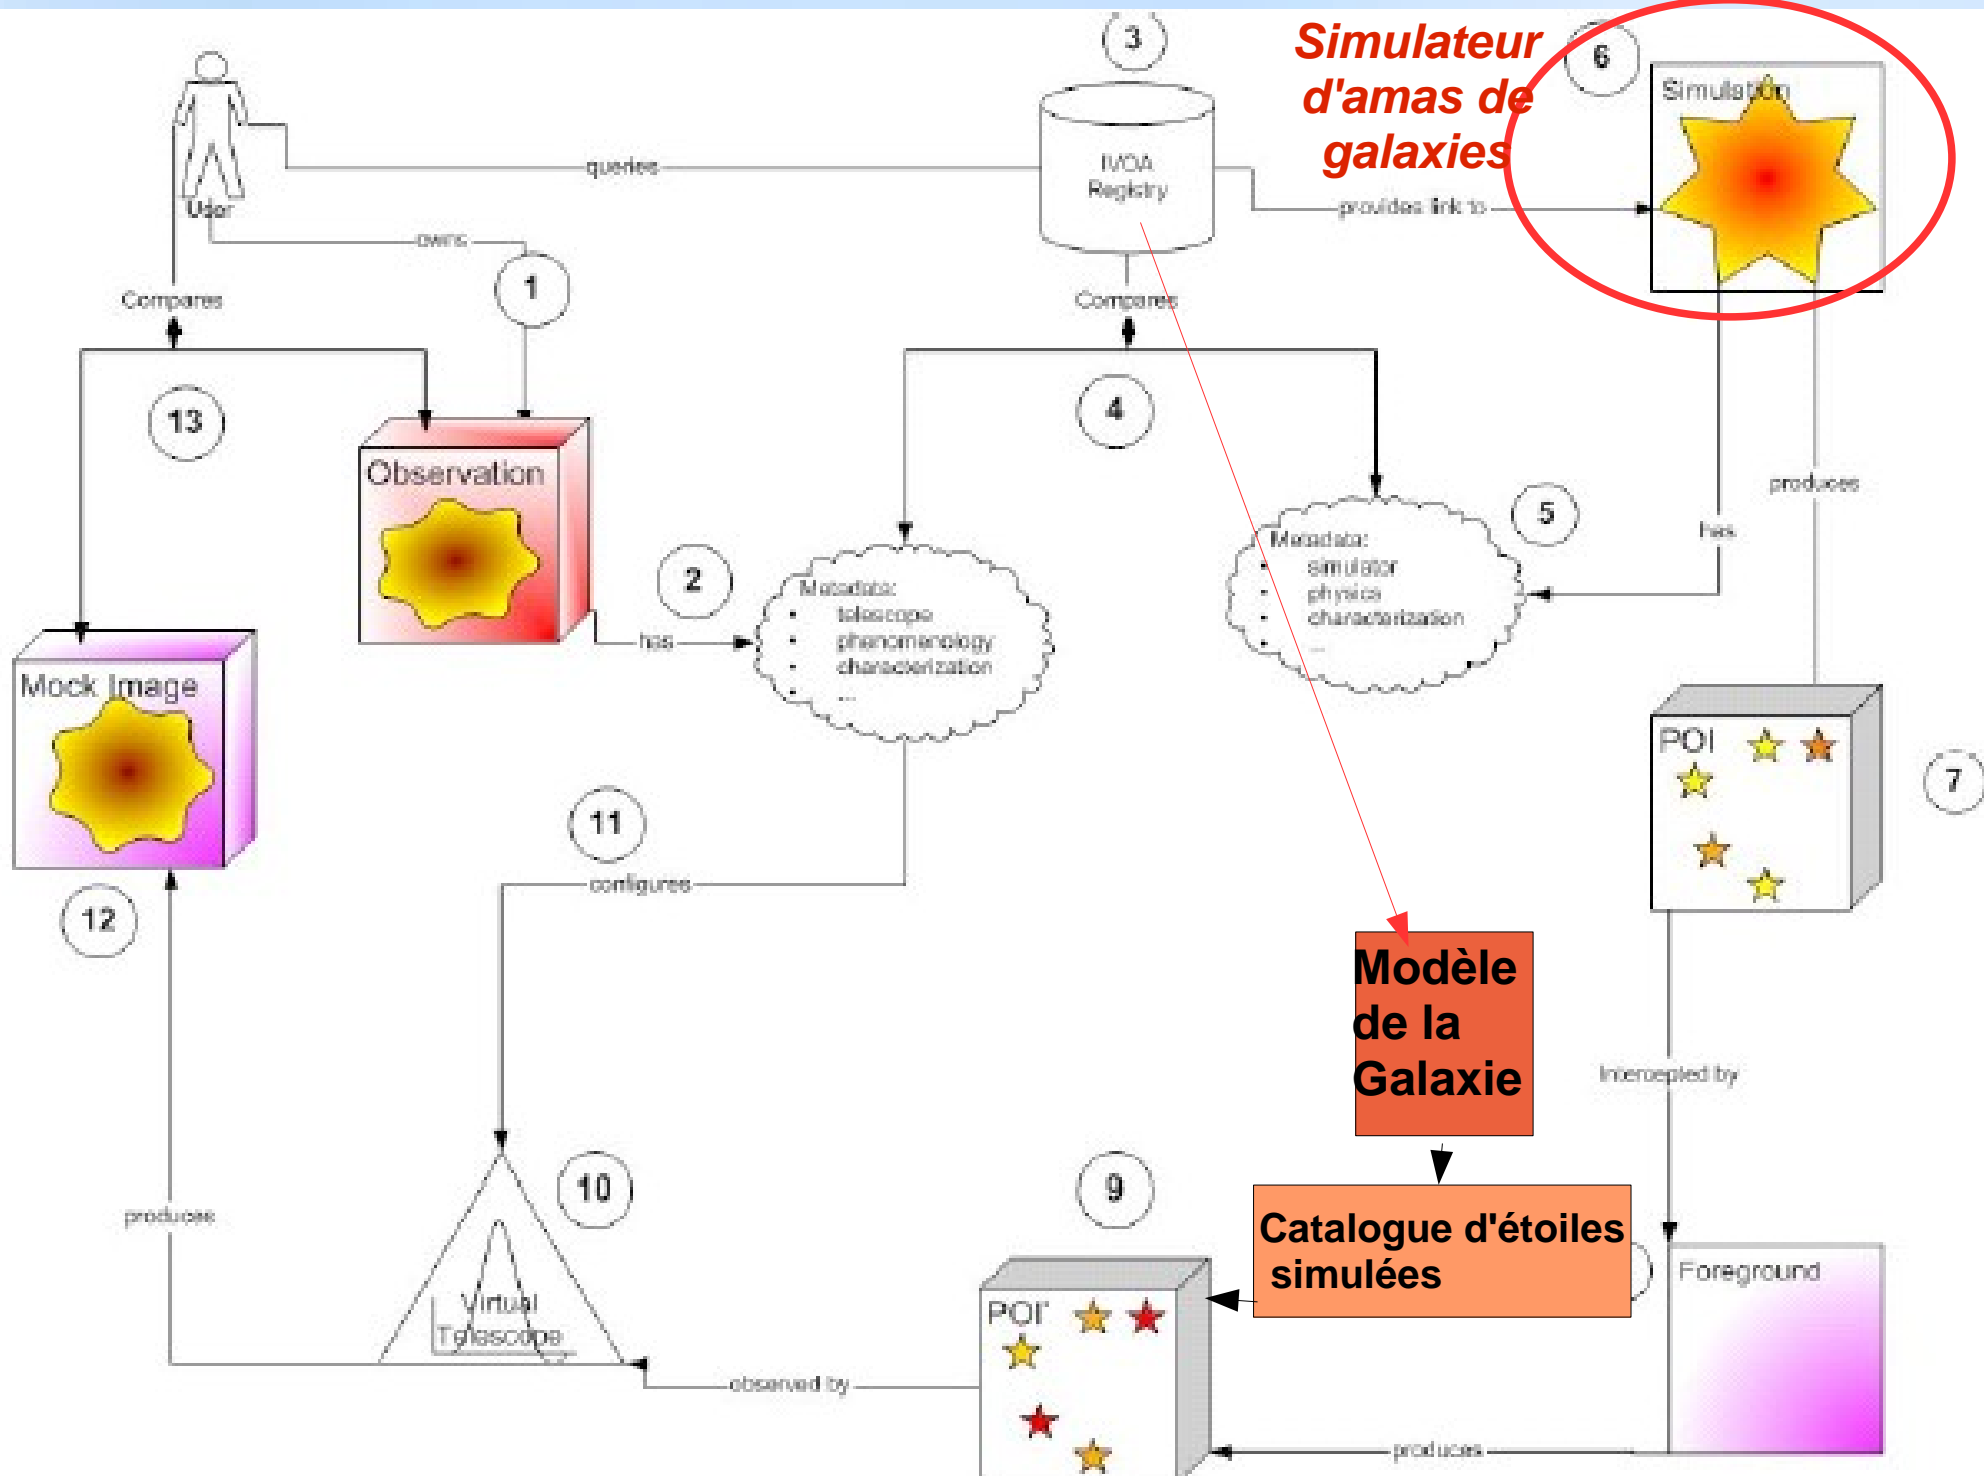 3
Simulateur
d'amas de
galaxies
6
Simulation
IVOA
Registry
queries
provides link to
User
owns
1
Compares
Compares
13
4
Observation
produces
5
has
2
Metadata:
simulator
physics
characterization
...
Metadata:
telescope
phenomenology
characterization
...
has
Mock Image
POI
7
11
configures
12
Modèle
de la
Galaxie
Intercepted by
10
9
produces
Catalogue d'étoiles
simulées
Foreground
Virtual
Telescope
POI'
observed by
produces